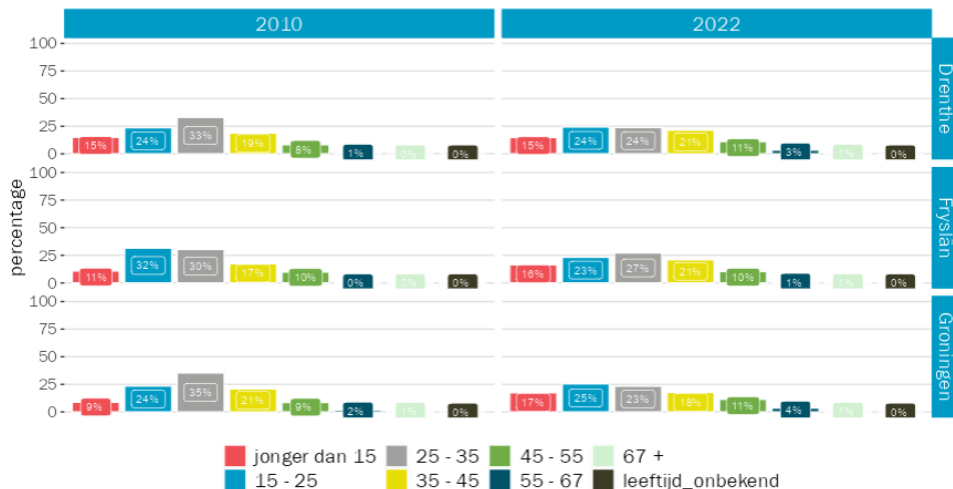 2010 2022
100
75
50
25
0
15% 24% 33% 19% 8% 1% 0% 0%
15% 24% 24% 21% 11% 3% 1% 0%
Drenthe
100
75
50
25
0
11% 32% 30% 17% 10% 0% 0% 0%
16% 23% 27% 21% 10% 1% 1% 0%
Fryslân
100
75
50
25
0
9% 24% 35% 21% 9% 2% 1% 0%
17% 25% 23% 18% 11% 4% 1% 0%
Groningen
percentage
jonger dan 15 25 - 35 45 - 55 67 +
15 - 25 35 - 45 55 - 67 leeftijd_onbekend